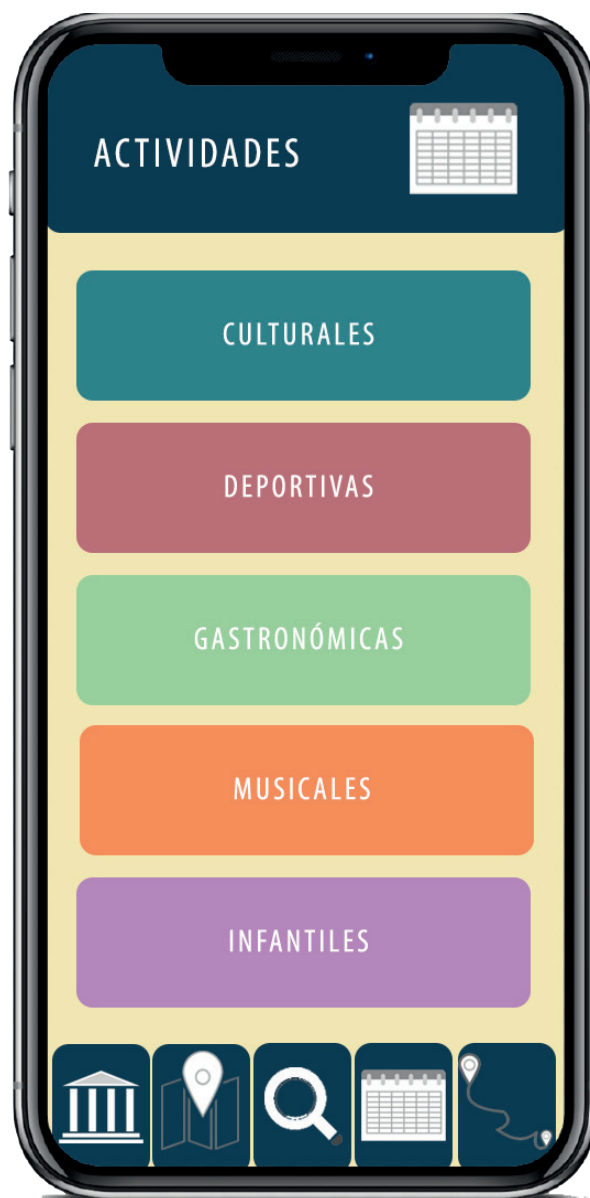 ACTIVIDADES
CULTURALES
DEPORTIVAS
GASTRONÓMICAS
MUSICALES
INFANTILES